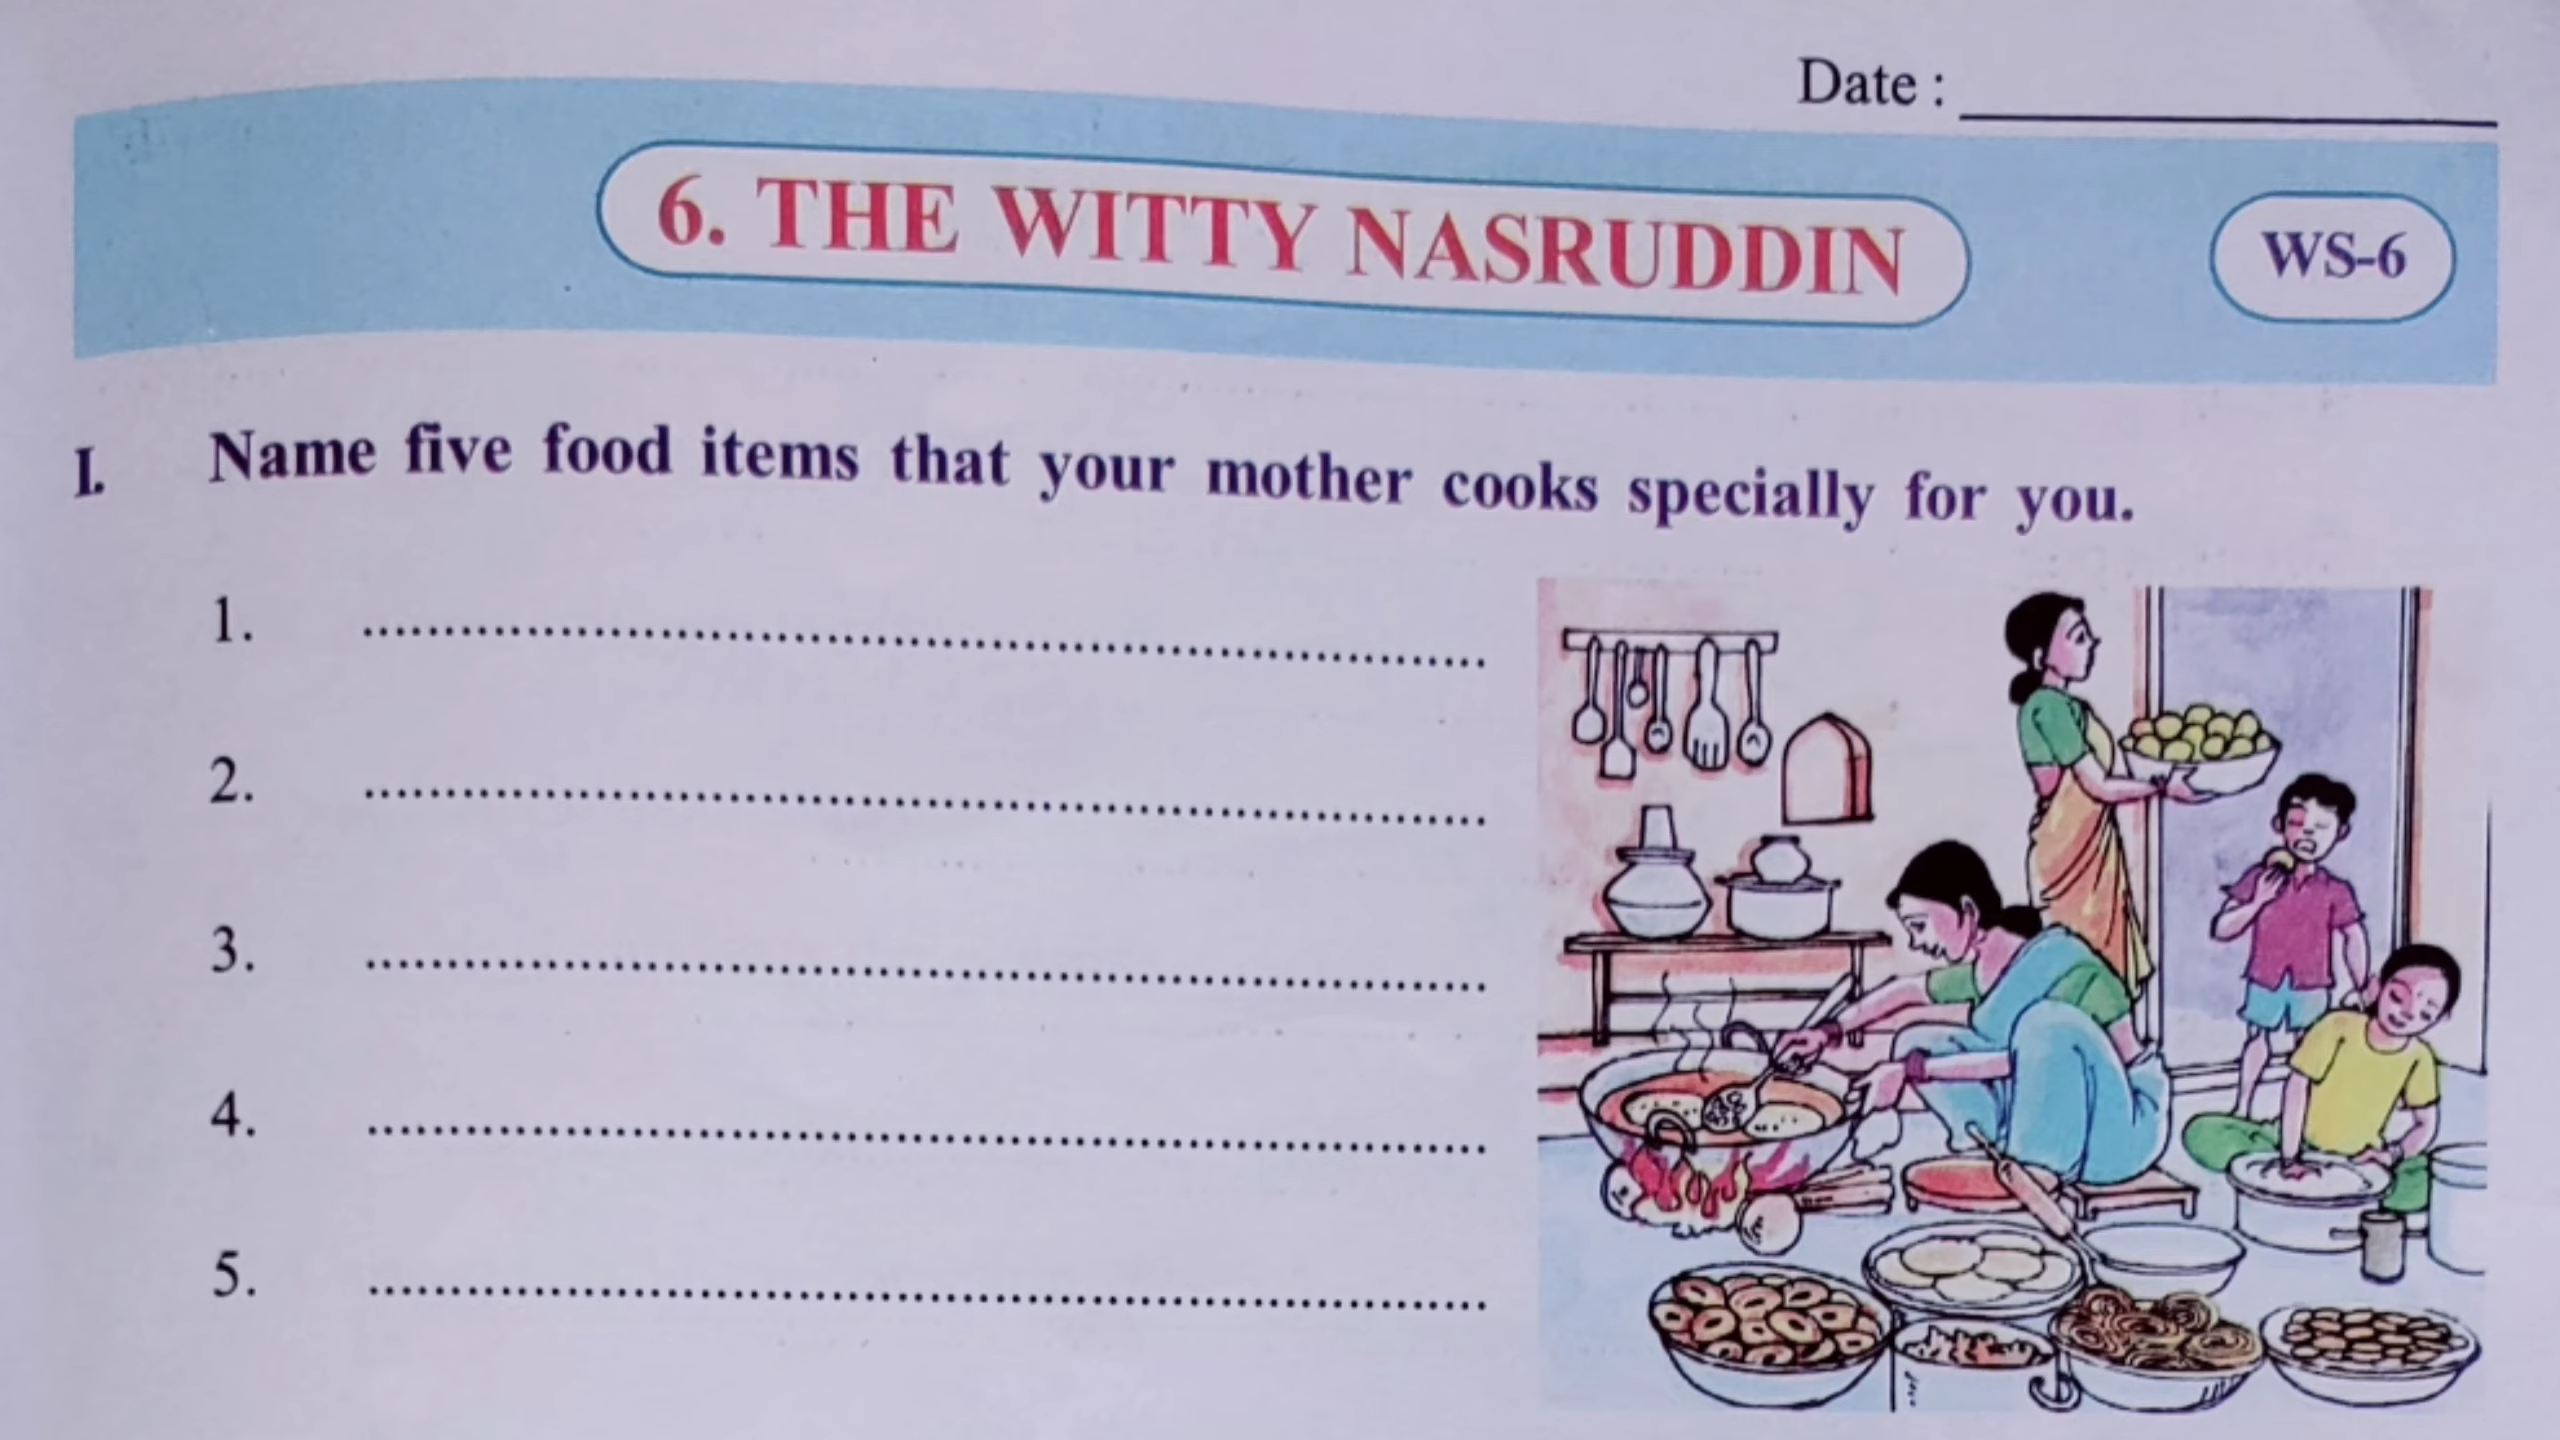 Date :
6. THE WITTY NASRUDDIN
WS-6
I. Name five food items that your mother cooks specially for you.
1.
2.
3.
4.
5.